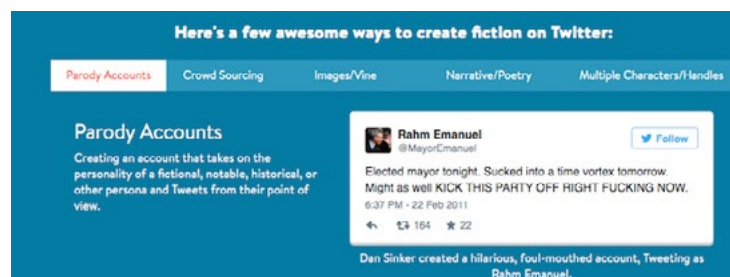 Here's a few awesome ways to create fiction on Twitter:
Parody Accounts Crowd Sourcing Images/Vine Narrative/Poetry Multiple Characters/Handles
Parody Accounts
Creating an account that takes on the
personality of a fictional, notable, historical, or
other persona and Tweets from their point of
view.
Rahm Emanuel
@MayorEmanuel
Follow
Elected mayor tonight. Sucked into a time vortex tomorrow.
Might as well KICK THIS PARTY OFF RIGHT FUCKING NOW.
6:37 PM - 22 Feb 2011
164 22
Dan Sinker created a hilarious, foul-mouthed account, Tweeting as
Rahm Emanuel.